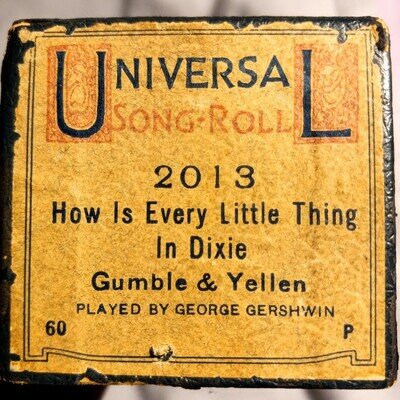 UNIVERSAL
SONG-ROLL
2013
How Is Every Little Thing
In Dixie
Gumble & Yellen
PLAYED BY GEORGE GERSHWIN
60 P